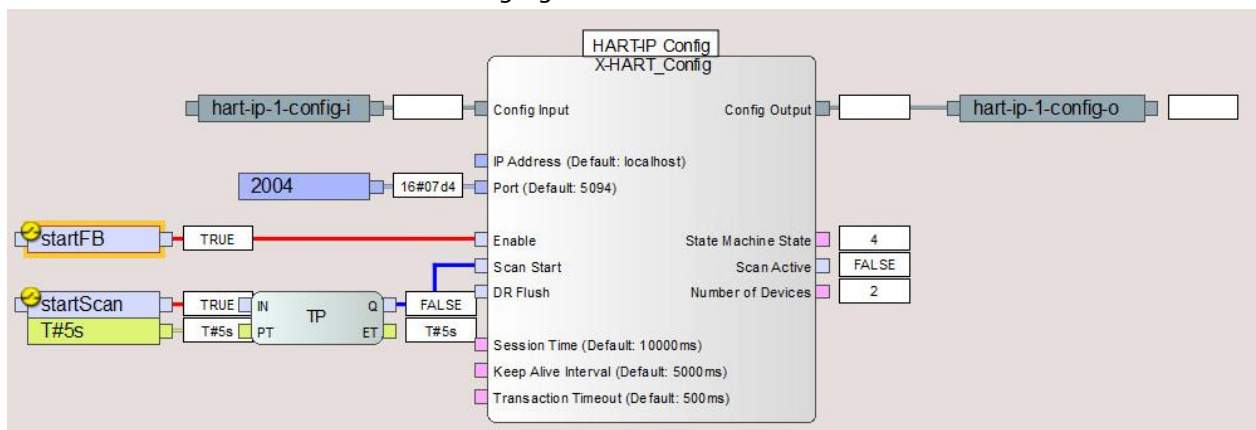 HART-IP Config
X-HART_Config
hart-ip-1-config-i
Config Input
Config Output
hart-ip-1-config-o
IP Address (Default: localhost)
2004
16#07d4
Port (Default: 5094)
startFB
TRUE
Enable
State Machine State
4
Scan Start
Scan Active
FALSE
startScan
TRUE
IN
TP
Q
FALSE
DR Flush
Number of Devices
2
T#5s
T#5s
PT
ET
T#5s
Session Time (Default: 10000ms)
Keep Alive Interval (Default: 5000ms)
Transaction Timeout (Default: 500ms)